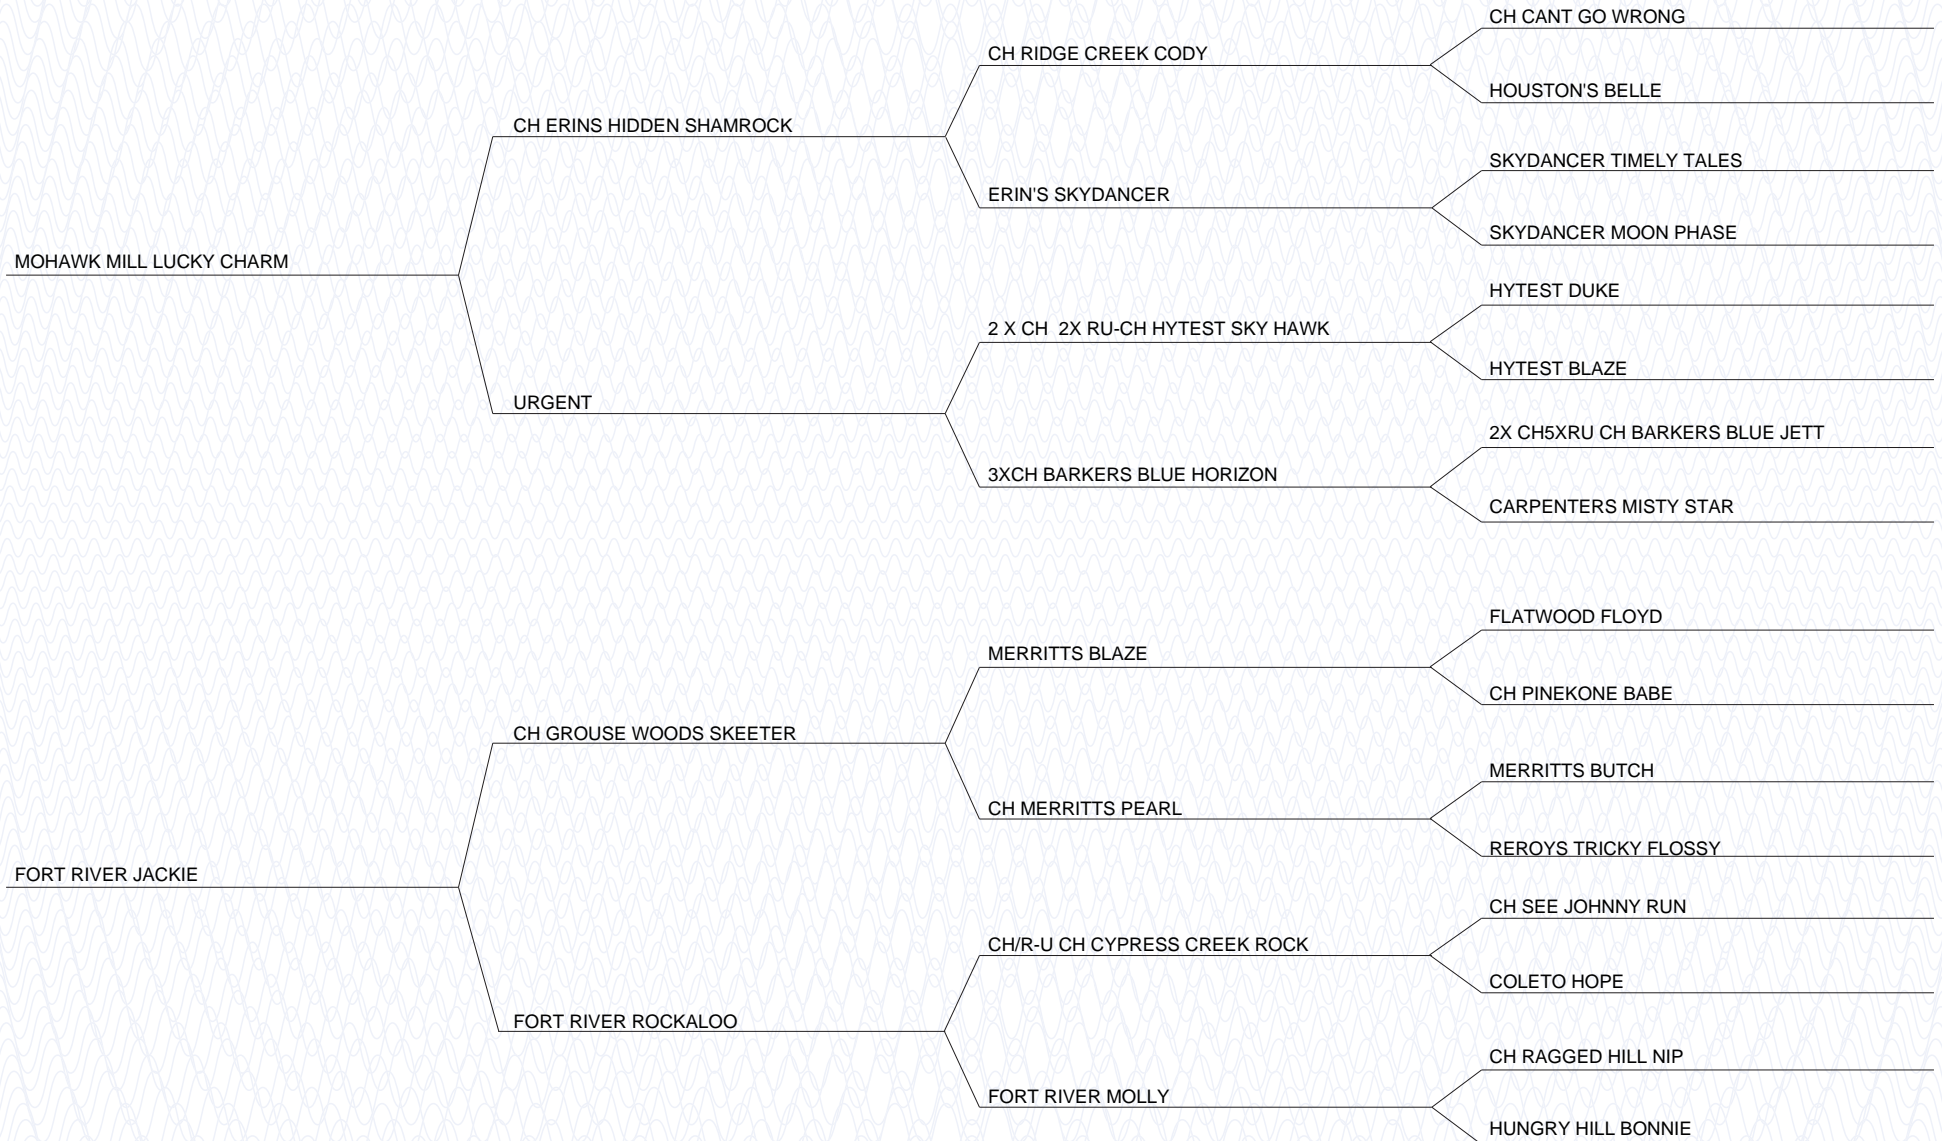 CH CANT GO WRONG
CH RIDGE CREEK CODY
HOUSTON'S BELLE
CH ERINS HIDDEN SHAMROCK
SKYDANCER TIMELY TALES
ERIN'S SKYDANCER
SKYDANCER MOON PHASE
MOHAWK MILL LUCKY CHARM
HYTEST DUKE
2 X CH  2X RU-CH HYTEST SKY HAWK
HYTEST BLAZE
URGENT
2X CH5XRU CH BARKERS BLUE JETT
3XCH BARKERS BLUE HORIZON
CARPENTERS MISTY STAR
FLATWOOD FLOYD
MERRITTS BLAZE
CH PINEKONE BABE
CH GROUSE WOODS SKEETER
MERRITTS BUTCH
CH MERRITTS PEARL
REROYS TRICKY FLOSSY
FORT RIVER JACKIE
CH SEE JOHNNY RUN
CH/R-U CH CYPRESS CREEK ROCK
COLETO HOPE
FORT RIVER ROCKALOO
CH RAGGED HILL NIP
FORT RIVER MOLLY
HUNGRY HILL BONNIE